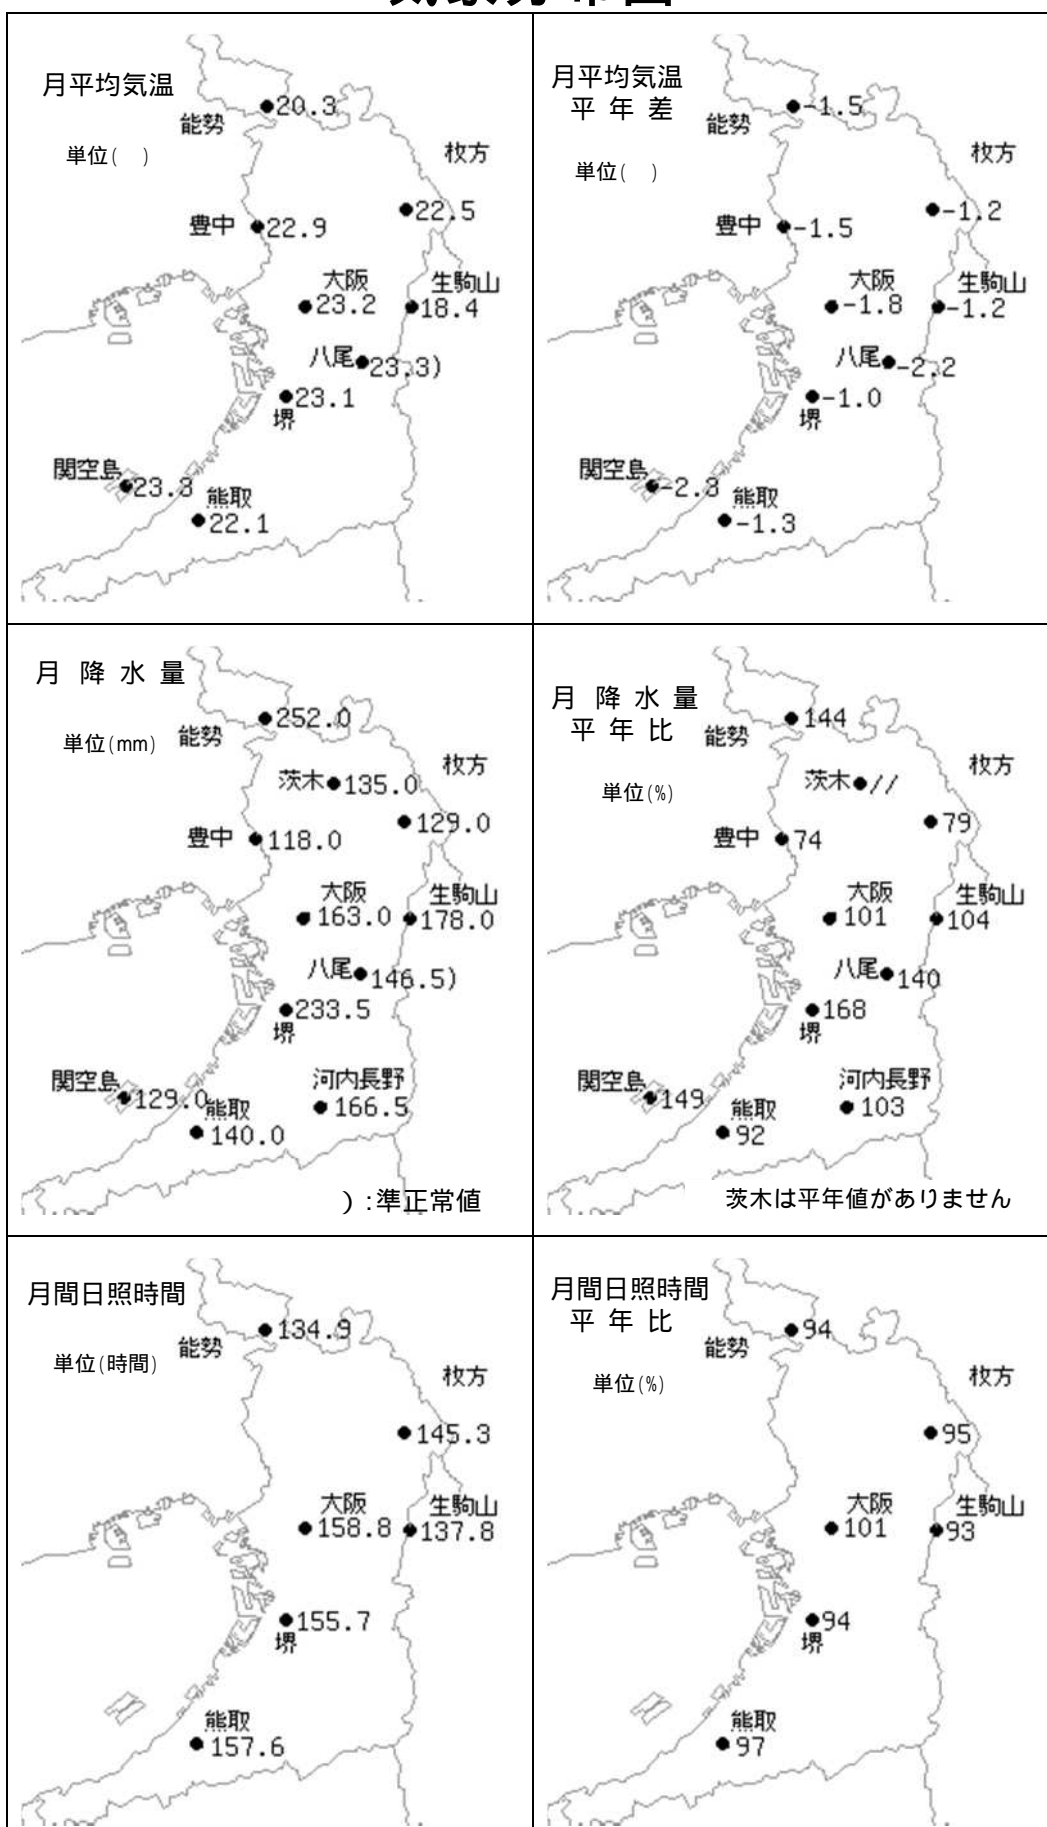 月平均気温
20.3
能勢
単位( )
枚方
22.5
豊中
22.9
大阪
生駒山
23.2
18.4
八尾
23.3)
23.1
堺
関空島
23.8
熊取
22.1
月平均気温
平 年 差
-1.5
能勢
枚方
単位( )
-1.2
豊中
-1.5
大阪
生駒山
-1.8
-1.2
八尾
-2.2
-1.0
堺
関空島
熊取
-1.3
月 降 水 量
252.0
能勢
単位(mm)
枚方
茨木
135.0
129.0
豊中
118.0
大阪
生駒山
163.0
178.0
八尾
146.5)
233.5
堺
関空島
129.0
河内長野
166.5
熊取
140.0
) :準正常値
月 降 水 量
平 年 比
144
能勢
枚方
単位(%)
茨木
//
79
豊中
74
大阪
生駒山
101
104
八尾
140
168
堺
関空島
149
河内長野
103
熊取
92
茨木は平年値がありません
月間日照時間
134.9
能勢
単位(時間)
枚方
145.3
大阪
生駒山
158.8
137.8
155.7
堺
熊取
157.6
月間日照時間
平 年 比
94
能勢
枚方
単位(%)
95
大阪
生駒山
101
93
94
堺
熊取
97